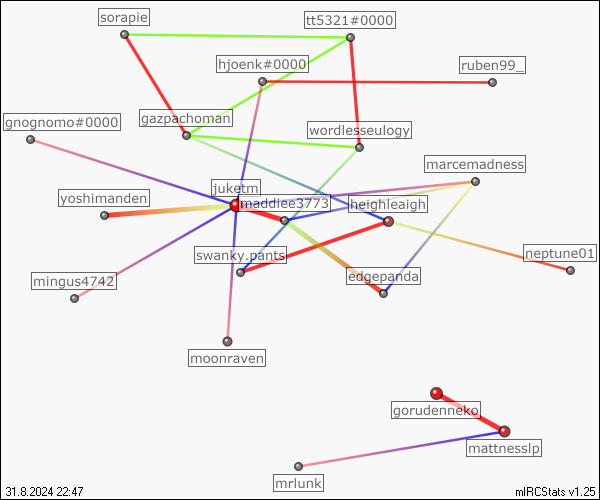 sorapie
tt5321#0000
hjoenk#0000
ruben99_
gazpachoman
gnognomo#0000
wordlesseulogy
marcemadness
juketm_
yoshimanden
maddiee3773
heighleaigh
swanky.pants
neptune01
edgepanda
mingus4742
moonraven
gorudenneko
mattnesslp
mrlunk
31.8.2024 22:47
mIRCStats v1.25